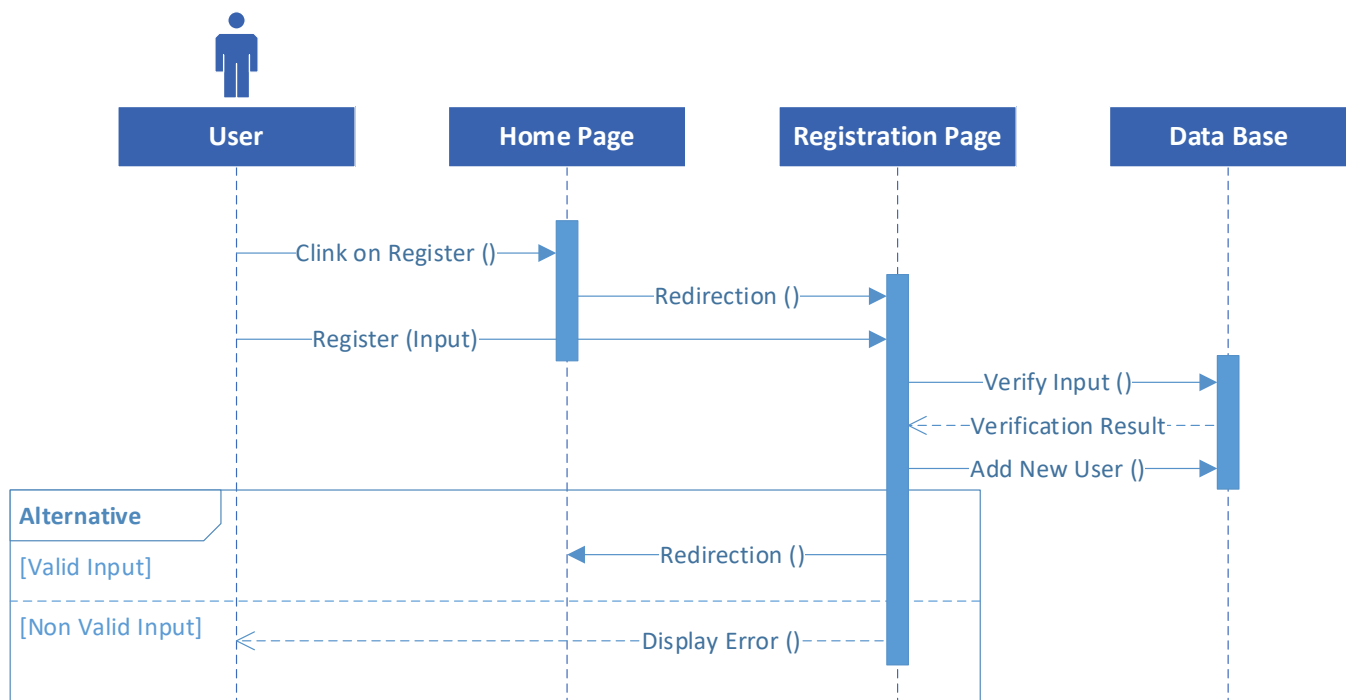 User
Home Page
Registration Page
Data Base
Clink on Register ()
Redirection ()
Register (Input)
Verify Input ()
Verification Result
Add New User ()
Alternative
[Valid Input]
Redirection ()
[Non Valid Input]
Display Error ()